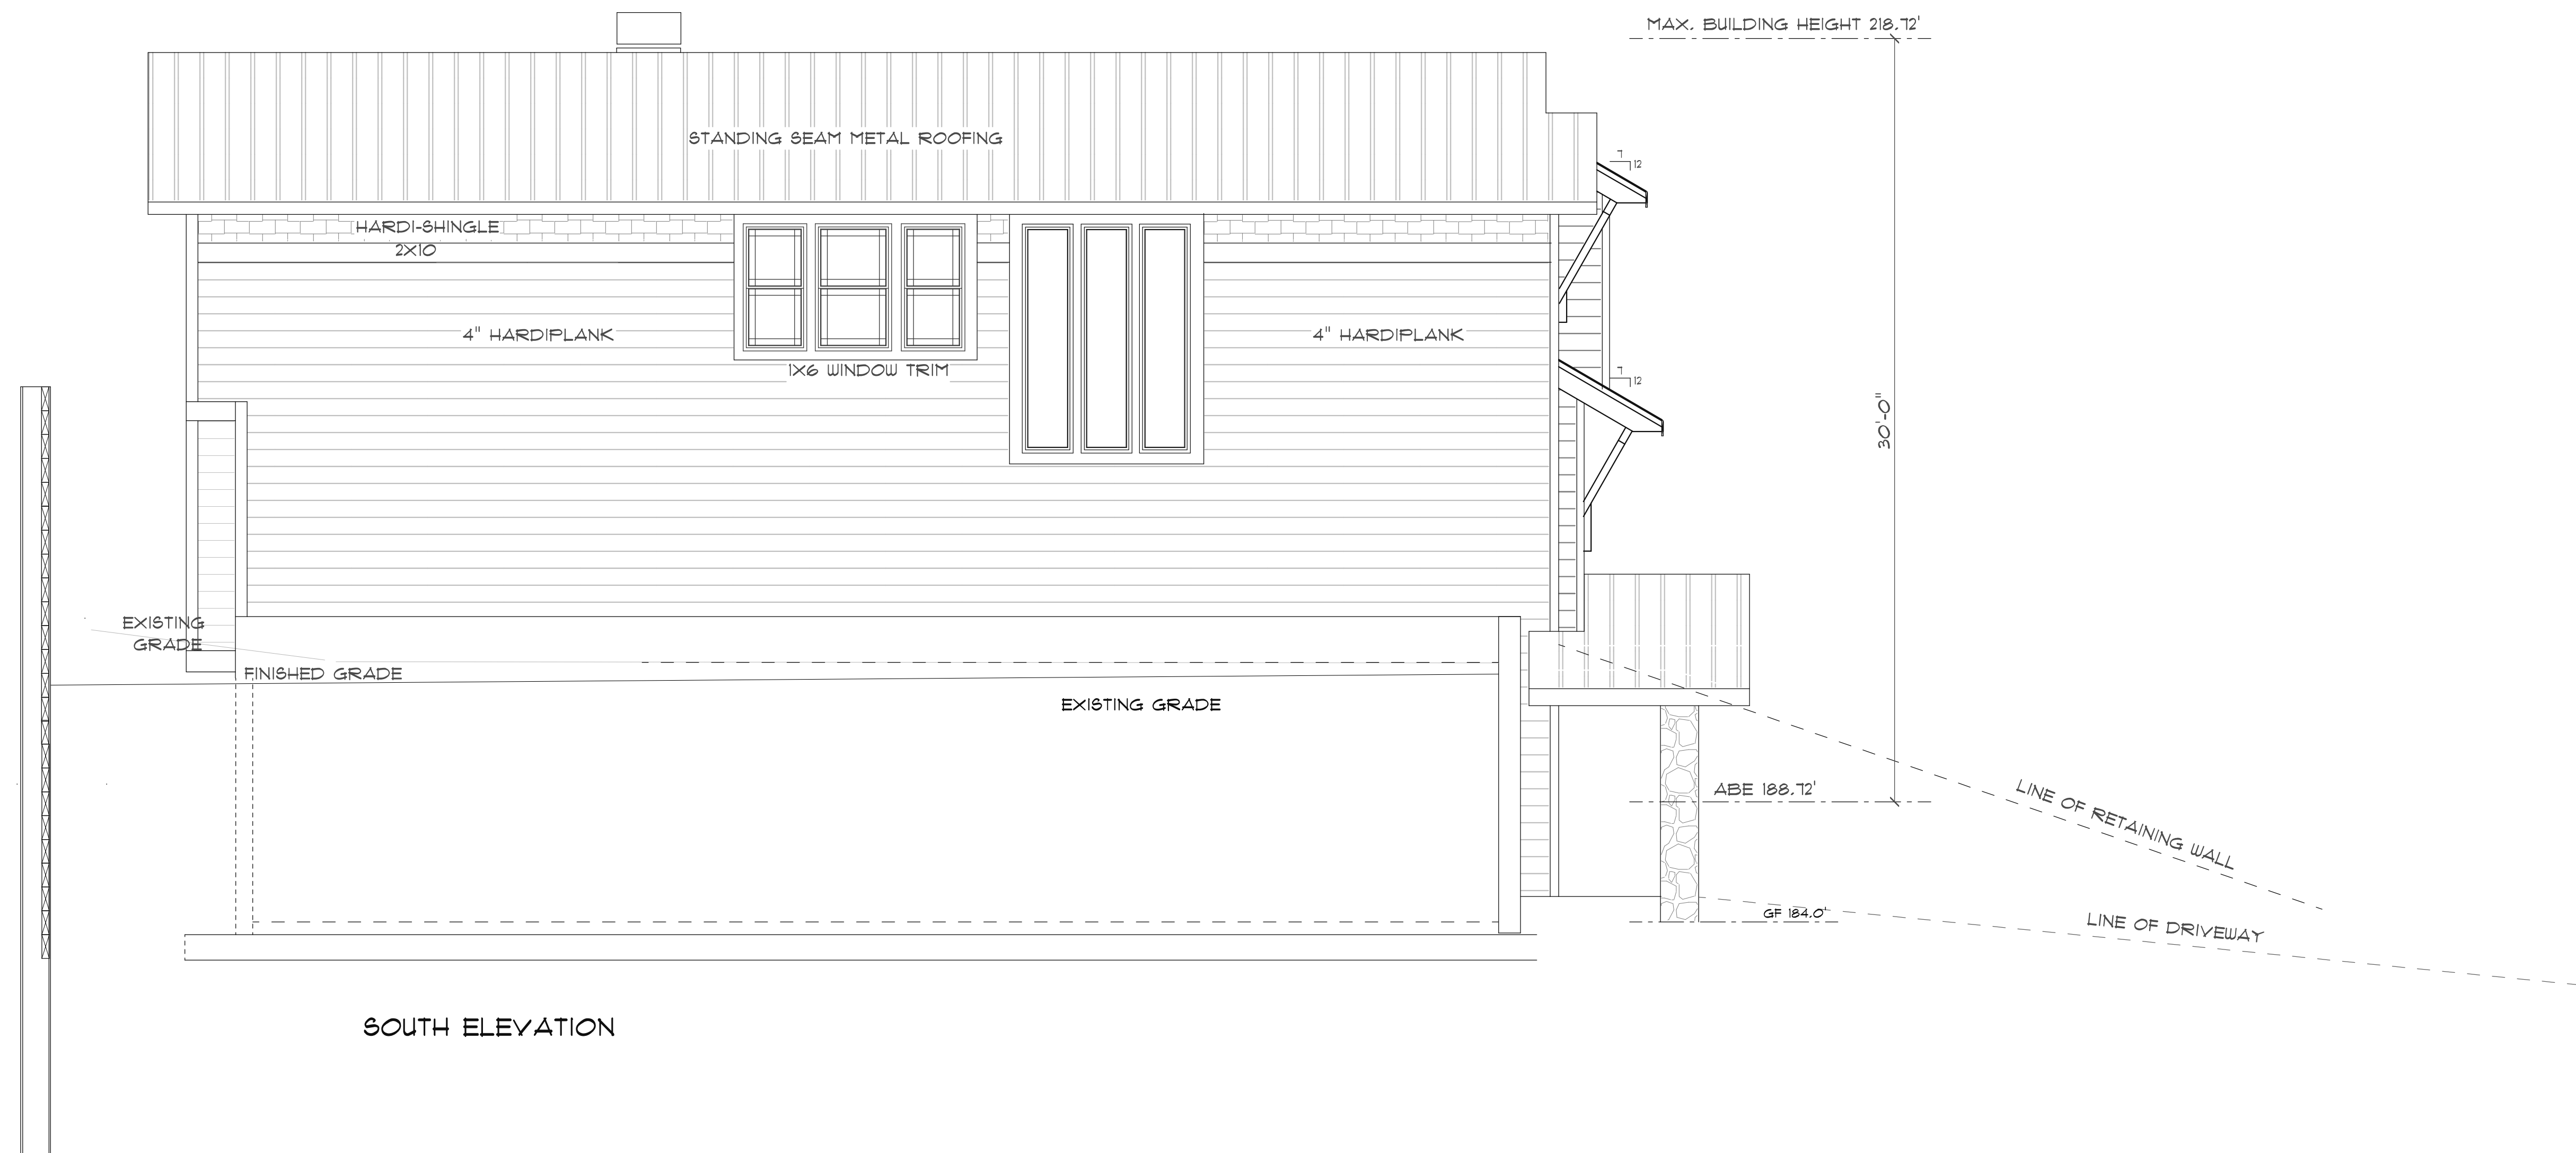 MAX. BUILDING HEIGHT 218.72'
STANDING SEAM METAL ROOFING
7
12
HARDI-SHINGLE
2X10
4" HARDIPLANK
4" HARDIPLANK
1X6 WINDOW TRIM
7
12
30'-0"
EXISTING
GRADE
FINISHED GRADE
EXISTING GRADE
ABE 188.72'
LINE OF RETAINING WALL
GF 184.0'
LINE OF DRIVEWAY
SOUTH ELEVATION